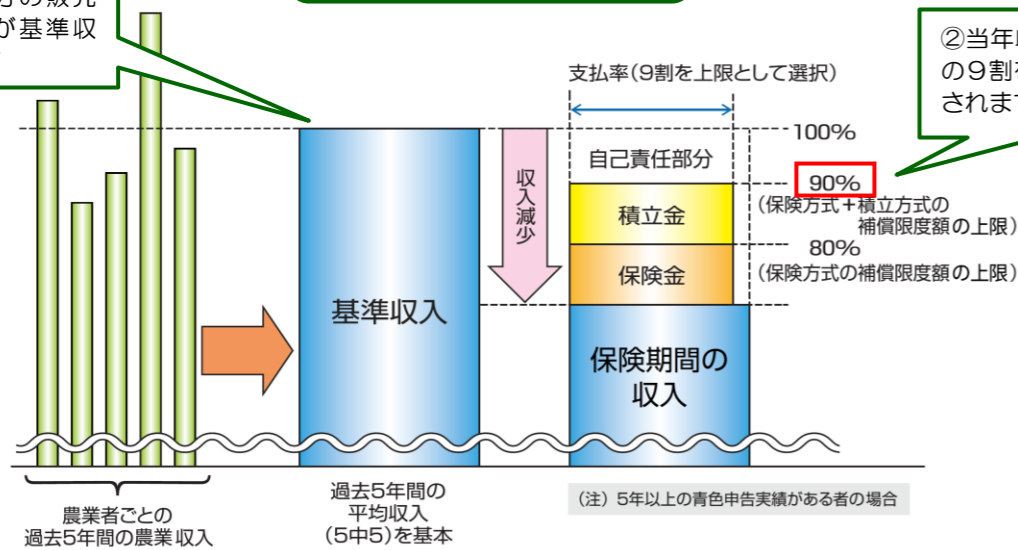 が基準収
②当年
の9割を
されます
支払率(9割を上限として選択)
100%
自己責任部分
90%
(保険方式+積立方式の
補償限度額の上限)
積立金
80%
(保険方式の補償限度額の上限)
保険金
収入減少
基準収入
保険期間の
収入
農業者ごとの
過去5年間の農業収入
過去5年間の
平均収入
(5中5)を基本
(注) 5年以上の青色申告実績がある者の場合